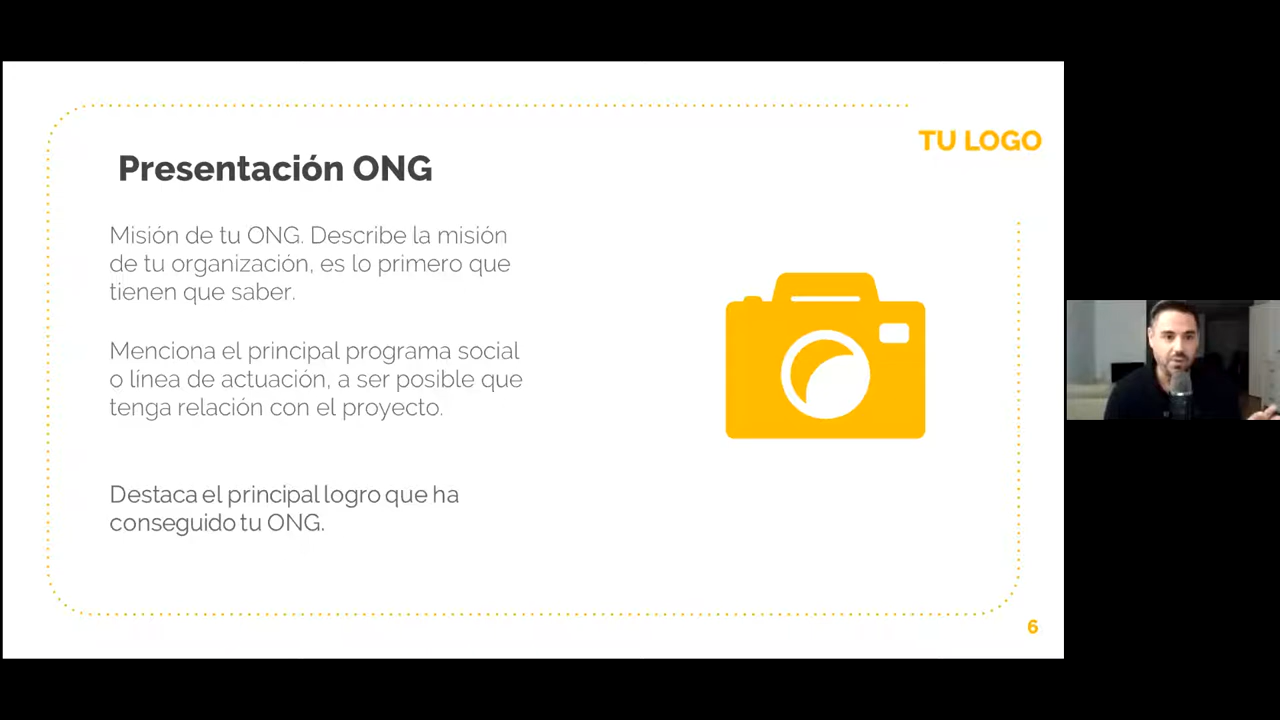 TU LOGO
Presentación ONG
Misión de tu ONG. Describe la misión
de tu organización, es lo primero que
tienen que saber.
Menciona el principal programa social
o línea de actuación, a ser posible que
tenga relación con el proyecto.
Destaca el principal logro que ha
conseguido tu ONG.
6